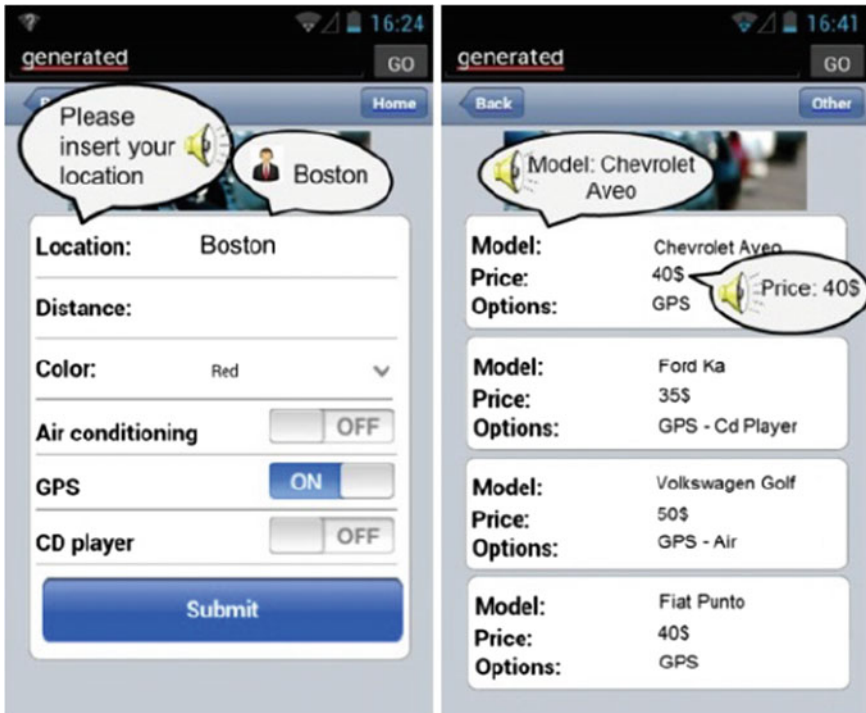 16:24
generated
GO
Home
Please
insert your
location
Boston
Location: Boston
Distance:
Color: Red
Air conditioning OFF
GPS ON
CD player OFF
Submit
16:41
generated
GO
Back
Other
Model: Chevrolet
Aveo
Model: Chevrolet Aveo
Price: 40$
Options: GPS
Price: 40$
Model: Ford Ka
Price: 35$
Options: GPS - Cd Player
Model: Volkswagen Golf
Price: 50$
Options: GPS - Air
Model: Fiat Punto
Price: 40$
Options: GPS